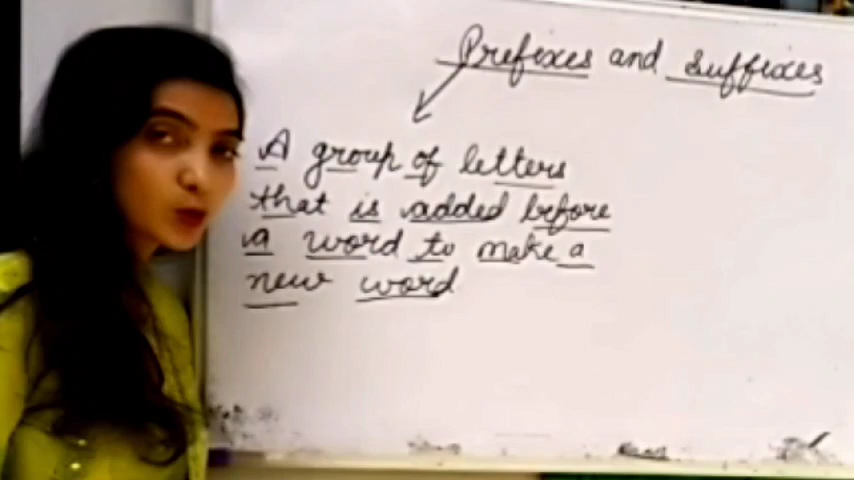 Prefixes and Suffixes
A group of letters
that is added before
a word to make a
new word